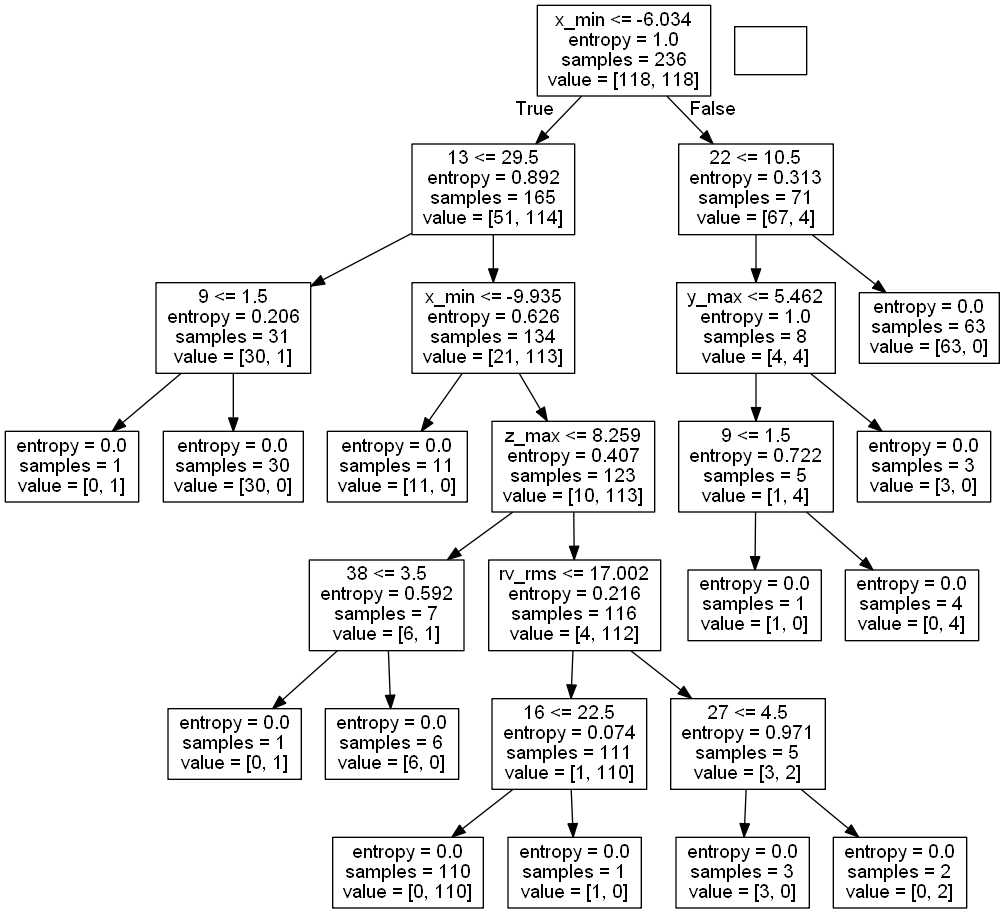 x_min <= -6.034
entropy = 1.0
samples = 236
value = [118, 118]
True
False
13 <= 29.5
entropy = 0.892
samples = 165
value = [51, 114]
22 <= 10.5
entropy = 0.313
samples = 71
value = [67, 4]
9 <= 1.5
entropy = 0.206
samples = 31
value = [30, 1]
x_min <= -9.935
entropy = 0.626
samples = 134
value = [21, 113]
y_max <= 5.462
entropy = 1.0
samples = 8
value = [4, 4]
entropy = 0.0
samples = 63
value = [63, 0]
entropy = 0.0
samples = 1
value = [0, 1]
entropy = 0.0
samples = 30
value = [30, 0]
entropy = 0.0
samples = 11
value = [11, 0]
z_max <= 8.259
entropy = 0.407
samples = 123
value = [10, 113]
9 <= 1.5
entropy = 0.722
samples = 5
value = [1, 4]
entropy = 0.0
samples = 3
value = [3, 0]
38 <= 3.5
entropy = 0.592
samples = 7
value = [6, 1]
rv_rms <= 17.002
entropy = 0.216
samples = 116
value = [4, 112]
entropy = 0.0
samples = 1
value = [1, 0]
entropy = 0.0
samples = 4
value = [0, 4]
entropy = 0.0
samples = 1
value = [0, 1]
entropy = 0.0
samples = 6
value = [6, 0]
16 <= 22.5
entropy = 0.074
samples = 111
value = [1, 110]
27 <= 4.5
entropy = 0.971
samples = 5
value = [3, 2]
entropy = 0.0
samples = 110
value = [0, 110]
entropy = 0.0
samples = 1
value = [1, 0]
entropy = 0.0
samples = 3
value = [3, 0]
entropy = 0.0
samples = 2
value = [0, 2]